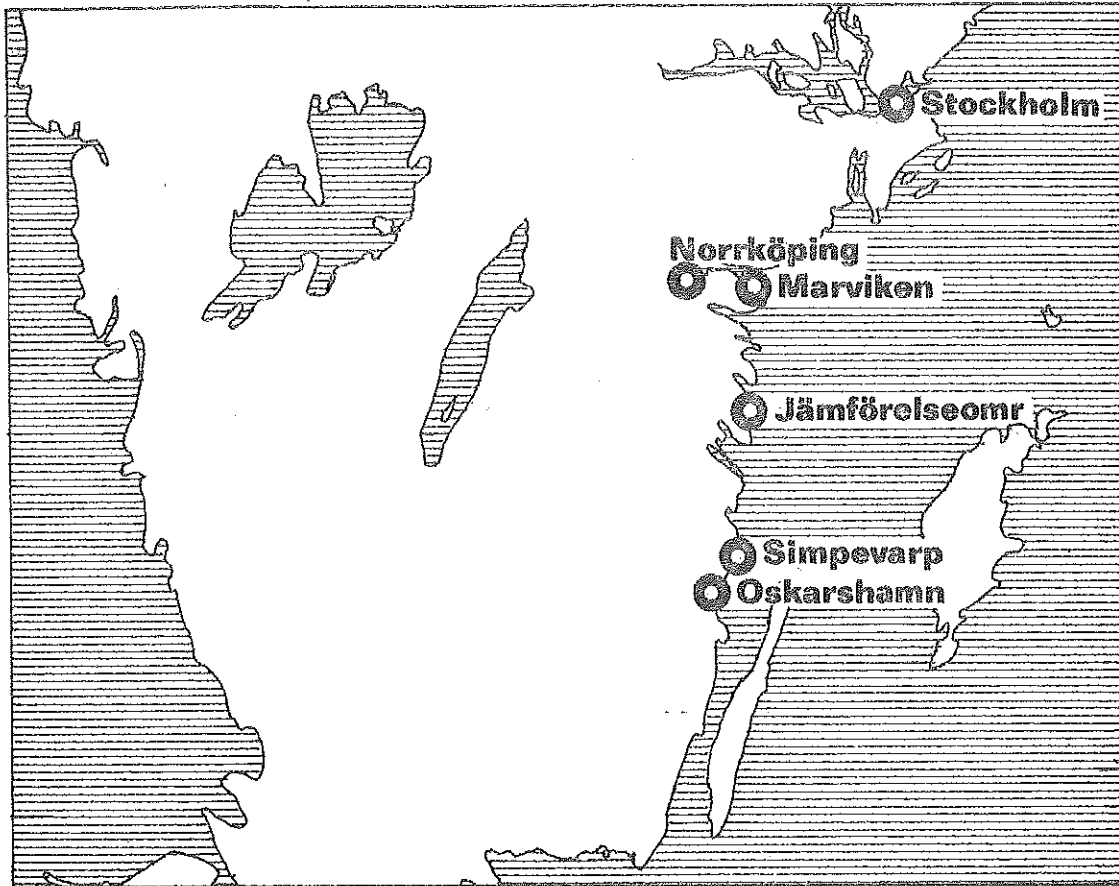 Stockholm
Norrköping
Marviken
Jämförelseomr
Simpevarp
Oskarshamn